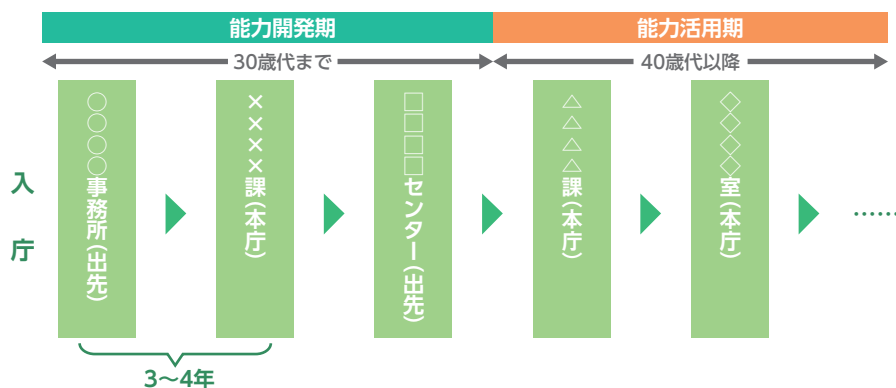 能力開発期
能力活用期
30歳代まで
40歳代以降
入庁
○○○○事務所(出先)
××××課(本庁)
□□□□センター(出先)
△△△△課(本庁)
◇◇◇◇室(本庁)
……
3〜4年